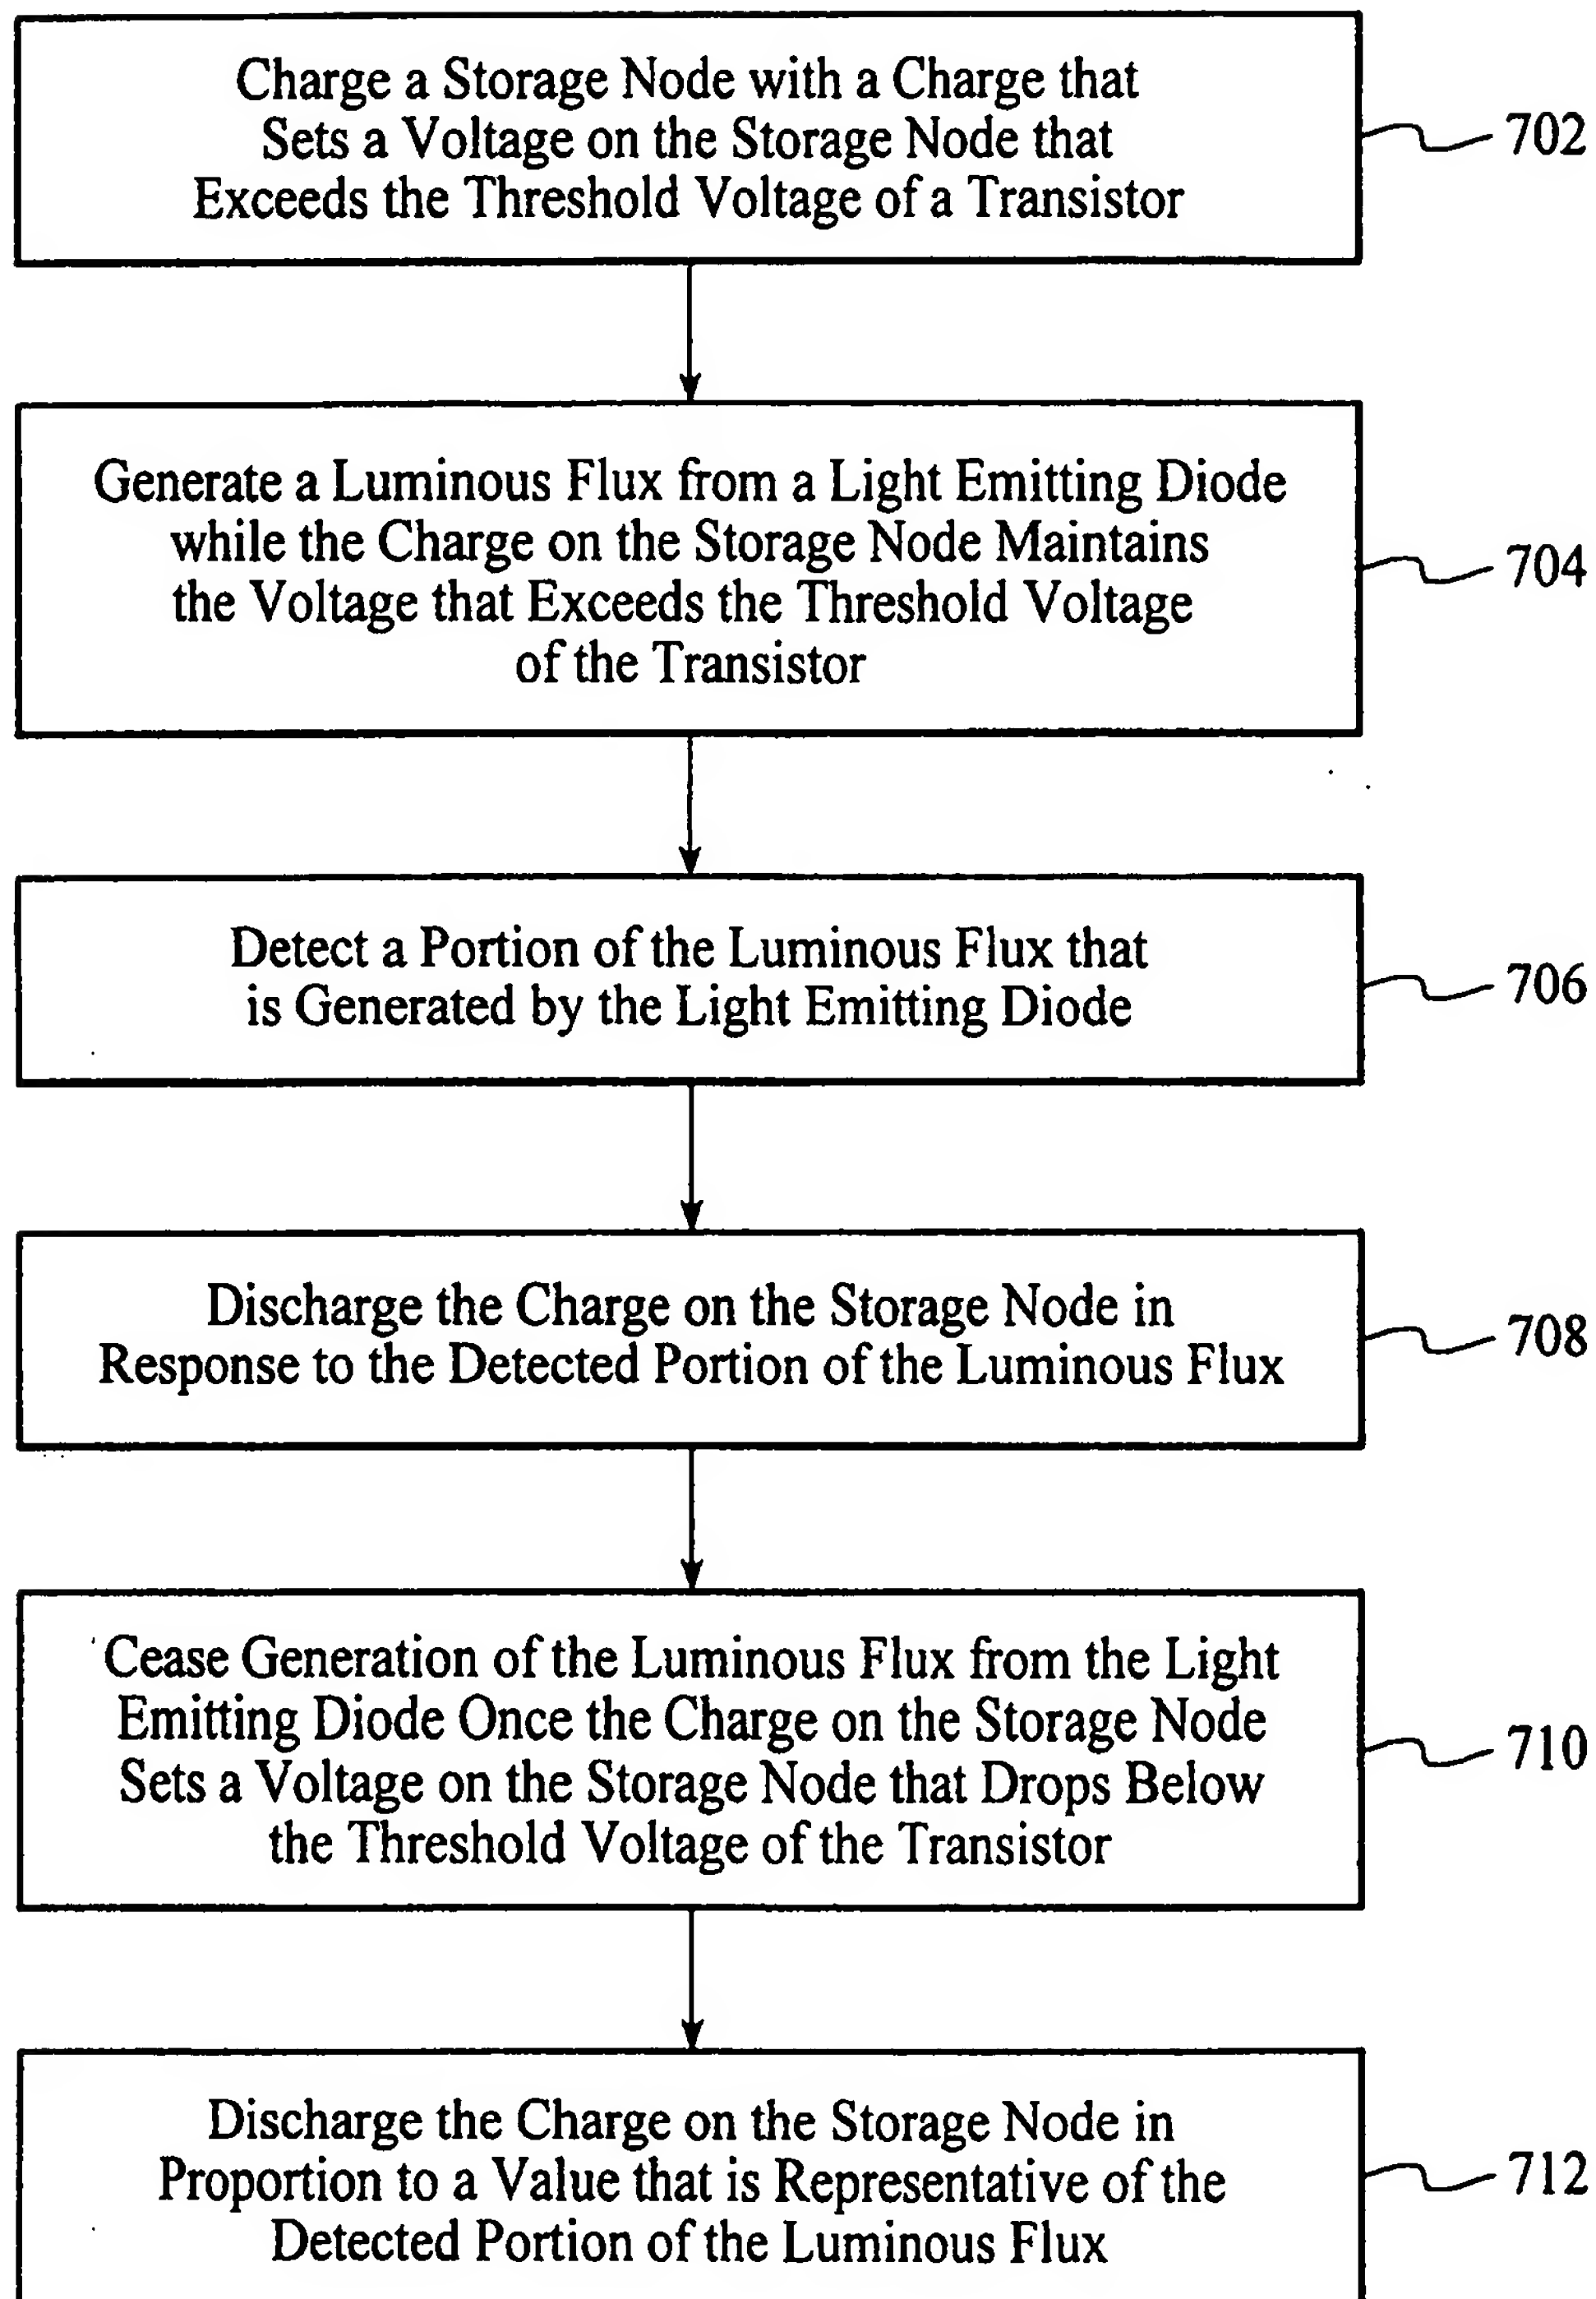 Charge a Storage Node with a Charge that
Sets a Voltage on the Storage Node that
Exceeds the Threshold Voltage of a Transistor
702
Generate a Luminous Flux from a Light Emitting Diode
while the Charge on the Storage Node Maintains
the Voltage that Exceeds the Threshold Voltage
of the Transistor
704
Detect a Portion of the Luminous Flux that
is Generated by the Light Emitting Diode
706
Discharge the Charge on the Storage Node in
Response to the Detected Portion of the Luminous Flux
708
Cease Generation of the Luminous Flux from the Light
Emitting Diode Once the Charge on the Storage Node
Sets a Voltage on the Storage Node that Drops Below
the Threshold Voltage of the Transistor
710
Discharge the Charge on the Storage Node in
Proportion to a Value that is Representative of the
Detected Portion of the Luminous Flux
712